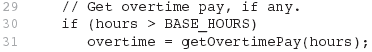 29 // Get overtime pay, if any.
30 if (hours > BASE_HOURS)
31 overtime = getOvertimePay(hours);